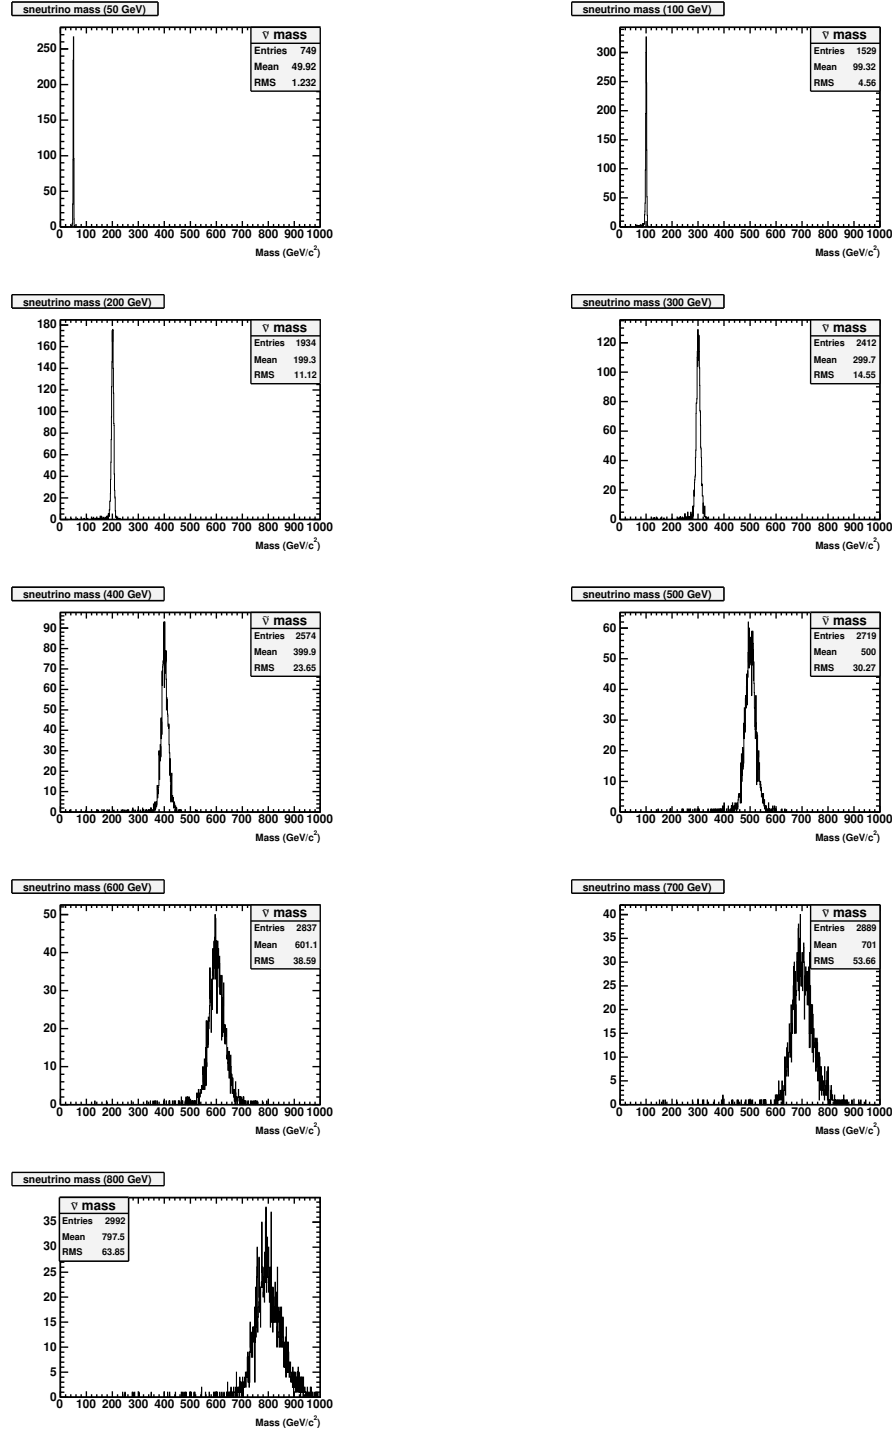 sneutrino mass (50 GeV)
ν̃ mass
Entries 749
Mean 49.92
RMS 1.232
250
200
150
100
50
0
0 100 200 300 400 500 600 700 800 900 1000
Mass (GeV/c²)
sneutrino mass (100 GeV)
ν̃ mass
Entries 1529
Mean 99.32
RMS 4.56
300
250
200
150
100
50
0
0 100 200 300 400 500 600 700 800 900 1000
Mass (GeV/c²)
sneutrino mass (200 GeV)
ν̃ mass
Entries 1934
Mean 199.3
RMS 11.12
180
160
140
120
100
80
60
40
20
0
0 100 200 300 400 500 600 700 800 900 1000
Mass (GeV/c²)
sneutrino mass (300 GeV)
ν̃ mass
Entries 2412
Mean 299.7
RMS 14.55
120
100
80
60
40
20
0
0 100 200 300 400 500 600 700 800 900 1000
Mass (GeV/c²)
sneutrino mass (400 GeV)
ν̃ mass
Entries 2574
Mean 399.9
RMS 23.65
90
80
70
60
50
40
30
20
10
0
0 100 200 300 400 500 600 700 800 900 1000
Mass (GeV/c²)
sneutrino mass (500 GeV)
ν̃ mass
Entries 2719
Mean 500
RMS 30.27
60
50
40
30
20
10
0
0 100 200 300 400 500 600 700 800 900 1000
Mass (GeV/c²)
sneutrino mass (600 GeV)
ν̃ mass
Entries 2837
Mean 601.1
RMS 38.59
50
40
30
20
10
0
0 100 200 300 400 500 600 700 800 900 1000
Mass (GeV/c²)
sneutrino mass (700 GeV)
ν̃ mass
Entries 2889
Mean 701
RMS 53.66
40
35
30
25
20
15
10
5
0
0 100 200 300 400 500 600 700 800 900 1000
Mass (GeV/c²)
sneutrino mass (800 GeV)
ν̃ mass
Entries 2992
Mean 797.5
RMS 63.85
35
30
25
20
15
10
5
0
0 100 200 300 400 500 600 700 800 900 1000
Mass (GeV/c²)